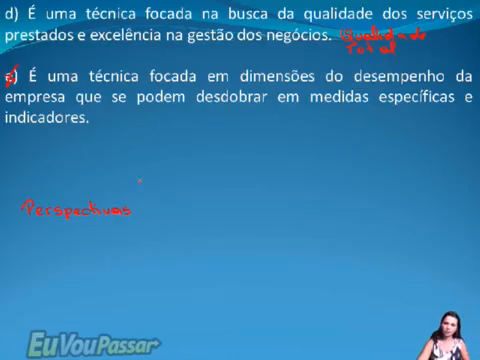 d) É uma técnica focada na busca da qualidade dos serviços
prestados e excelência na gestão dos negócios. Qualidade
Total
e) É uma técnica focada em dimensões do desempenho da
empresa que se podem desdobrar em medidas específicas e
indicadores.
Perspectivas
EuVouPassar